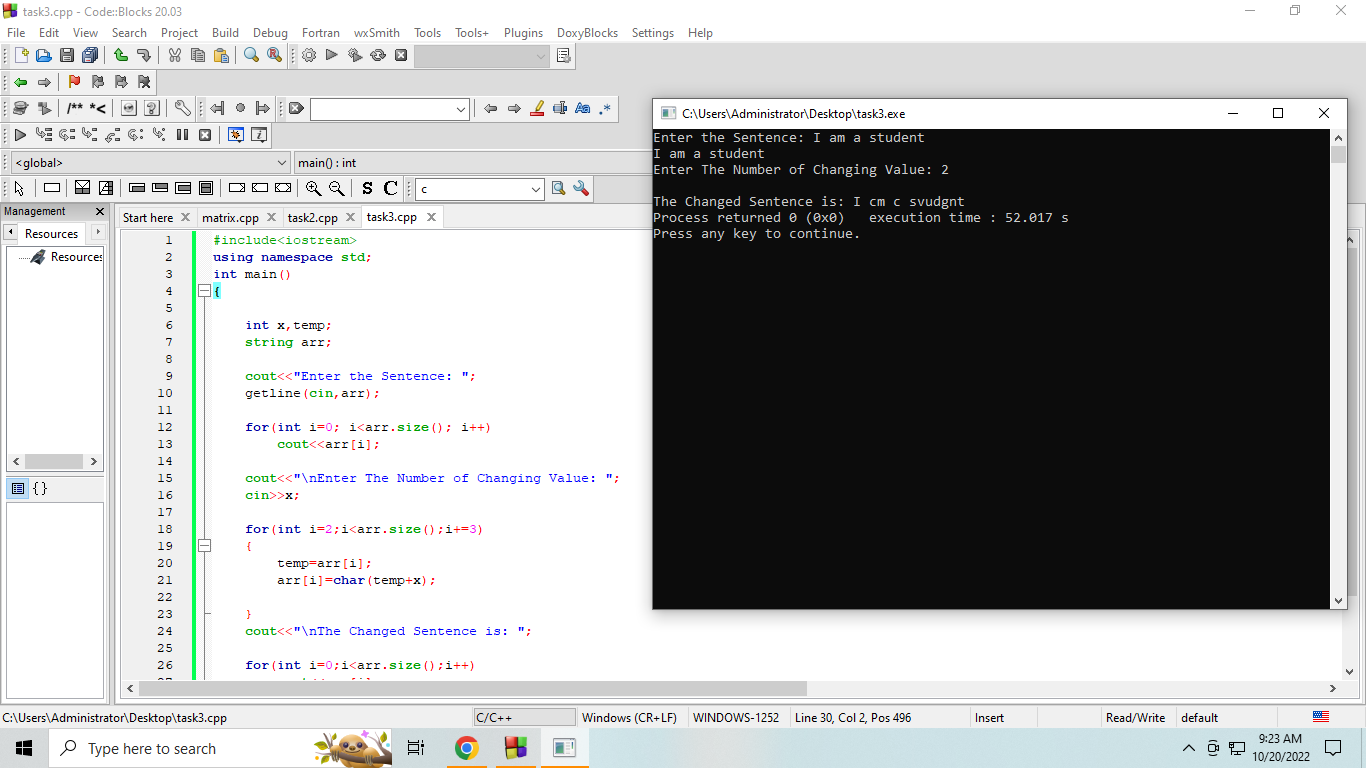 task3.cpp - Code::Blocks 20.03
File Edit View Search Project Build Debug Fortran wxSmith Tools Tools+ Plugins DoxyBlocks Settings Help
/** *<
Aa .*
<global> main() : int
S C c
Management
Resources
Resources
{}
Start here matrix.cpp task2.cpp task3.cpp
1 #include<iostream>
2 using namespace std;
3 int main()
4 {
5
6 int x,temp;
7 string arr;
8
9 cout<<"Enter the Sentence: ";
10 getline(cin,arr);
11
12 for(int i=0; i<arr.size(); i++)
13 cout<<arr[i];
14
15 cout<<"\nEnter The Number of Changing Value: ";
16 cin>>x;
17
18 for(int i=2;i<arr.size();i+=3)
19 {
20 temp=arr[i];
21 arr[i]=char(temp+x);
22
23 }
24 cout<<"\nThe Changed Sentence is: ";
25
26 for(int i=0;i<arr.size();i++)
C:\Users\Administrator\Desktop\task3.exe
Enter the Sentence: I am a student
I am a student
Enter The Number of Changing Value: 2
The Changed Sentence is: I cm c svudgnt
Process returned 0 (0x0) execution time : 52.017 s
Press any key to continue.
C:\Users\Administrator\Desktop\task3.cpp C/C++ Windows (CR+LF) WINDOWS-1252 Line 30, Col 2, Pos 496 Insert Read/Write default
Type here to search
9:23 AM
10/20/2022